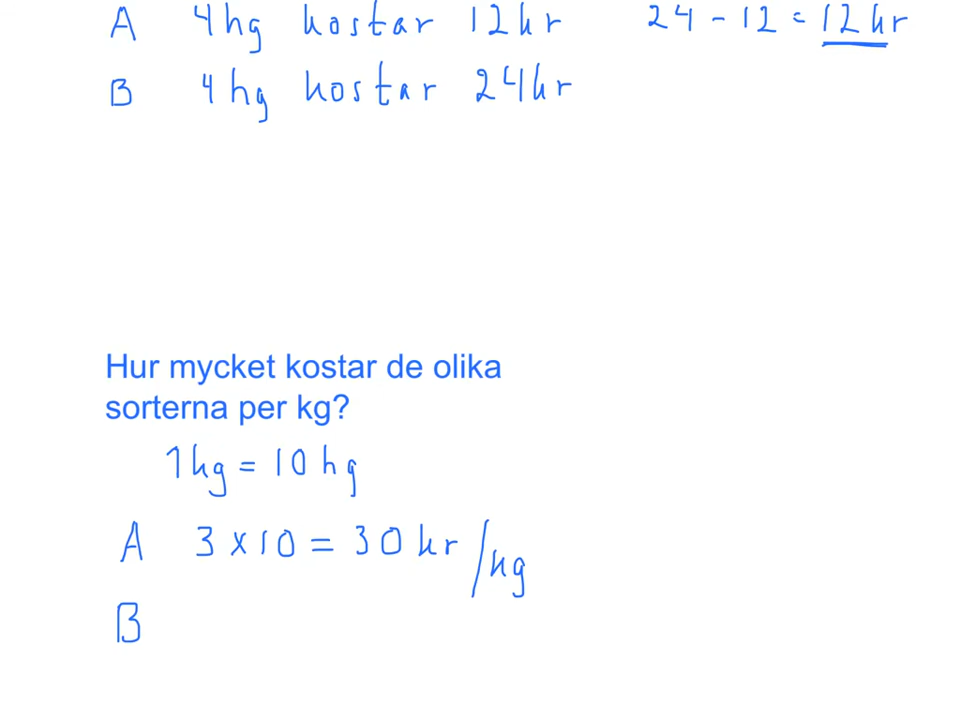 A 4hg kostar 12kr 24 - 12 = 12kr
B 4hg kostar 24kr
Hur mycket kostar de olika
sorterna per kg?
1kg = 10 hg
A 3 × 10 = 30 kr/kg
B